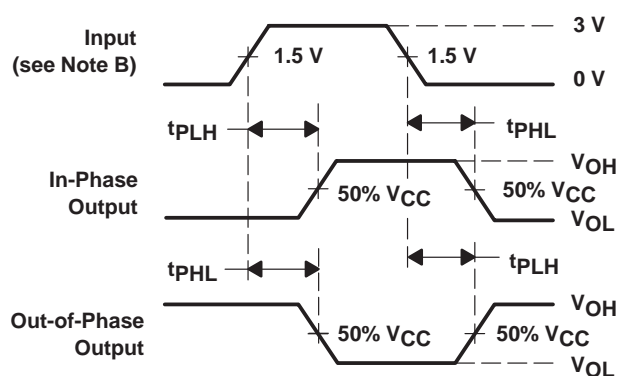 Input
(see Note B)
1.5 V
1.5 V
3 V
0 V
tPLH
tPHL
In-Phase
Output
50% VCC
50% VCC
VOH
VOL
tPHL
tPLH
Out-of-Phase
Output
50% VCC
50% VCC
VOH
VOL